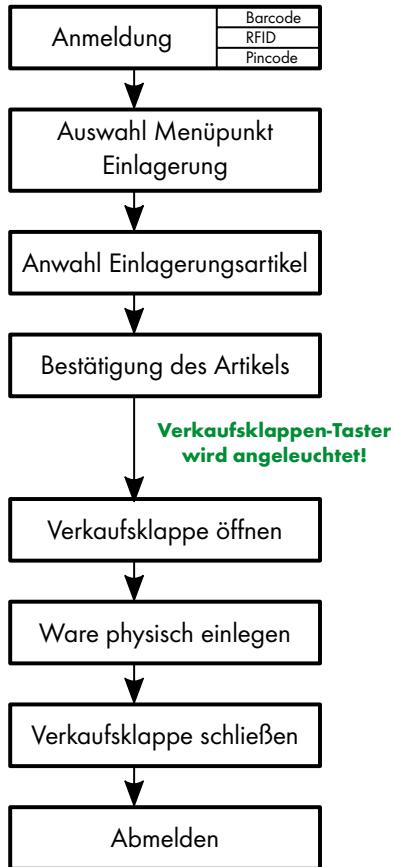 Anmeldung
Barcode
RFID
Pincode
Auswahl Menüpunkt
Einlagerung
Anwahl Einlagerungsartikel
Bestätigung des Artikels
Verkaufsklappen-Taster
wird angeleuchtet!
Verkaufsklappe öffnen
Ware physisch einlegen
Verkaufsklappe schließen
Abmelden